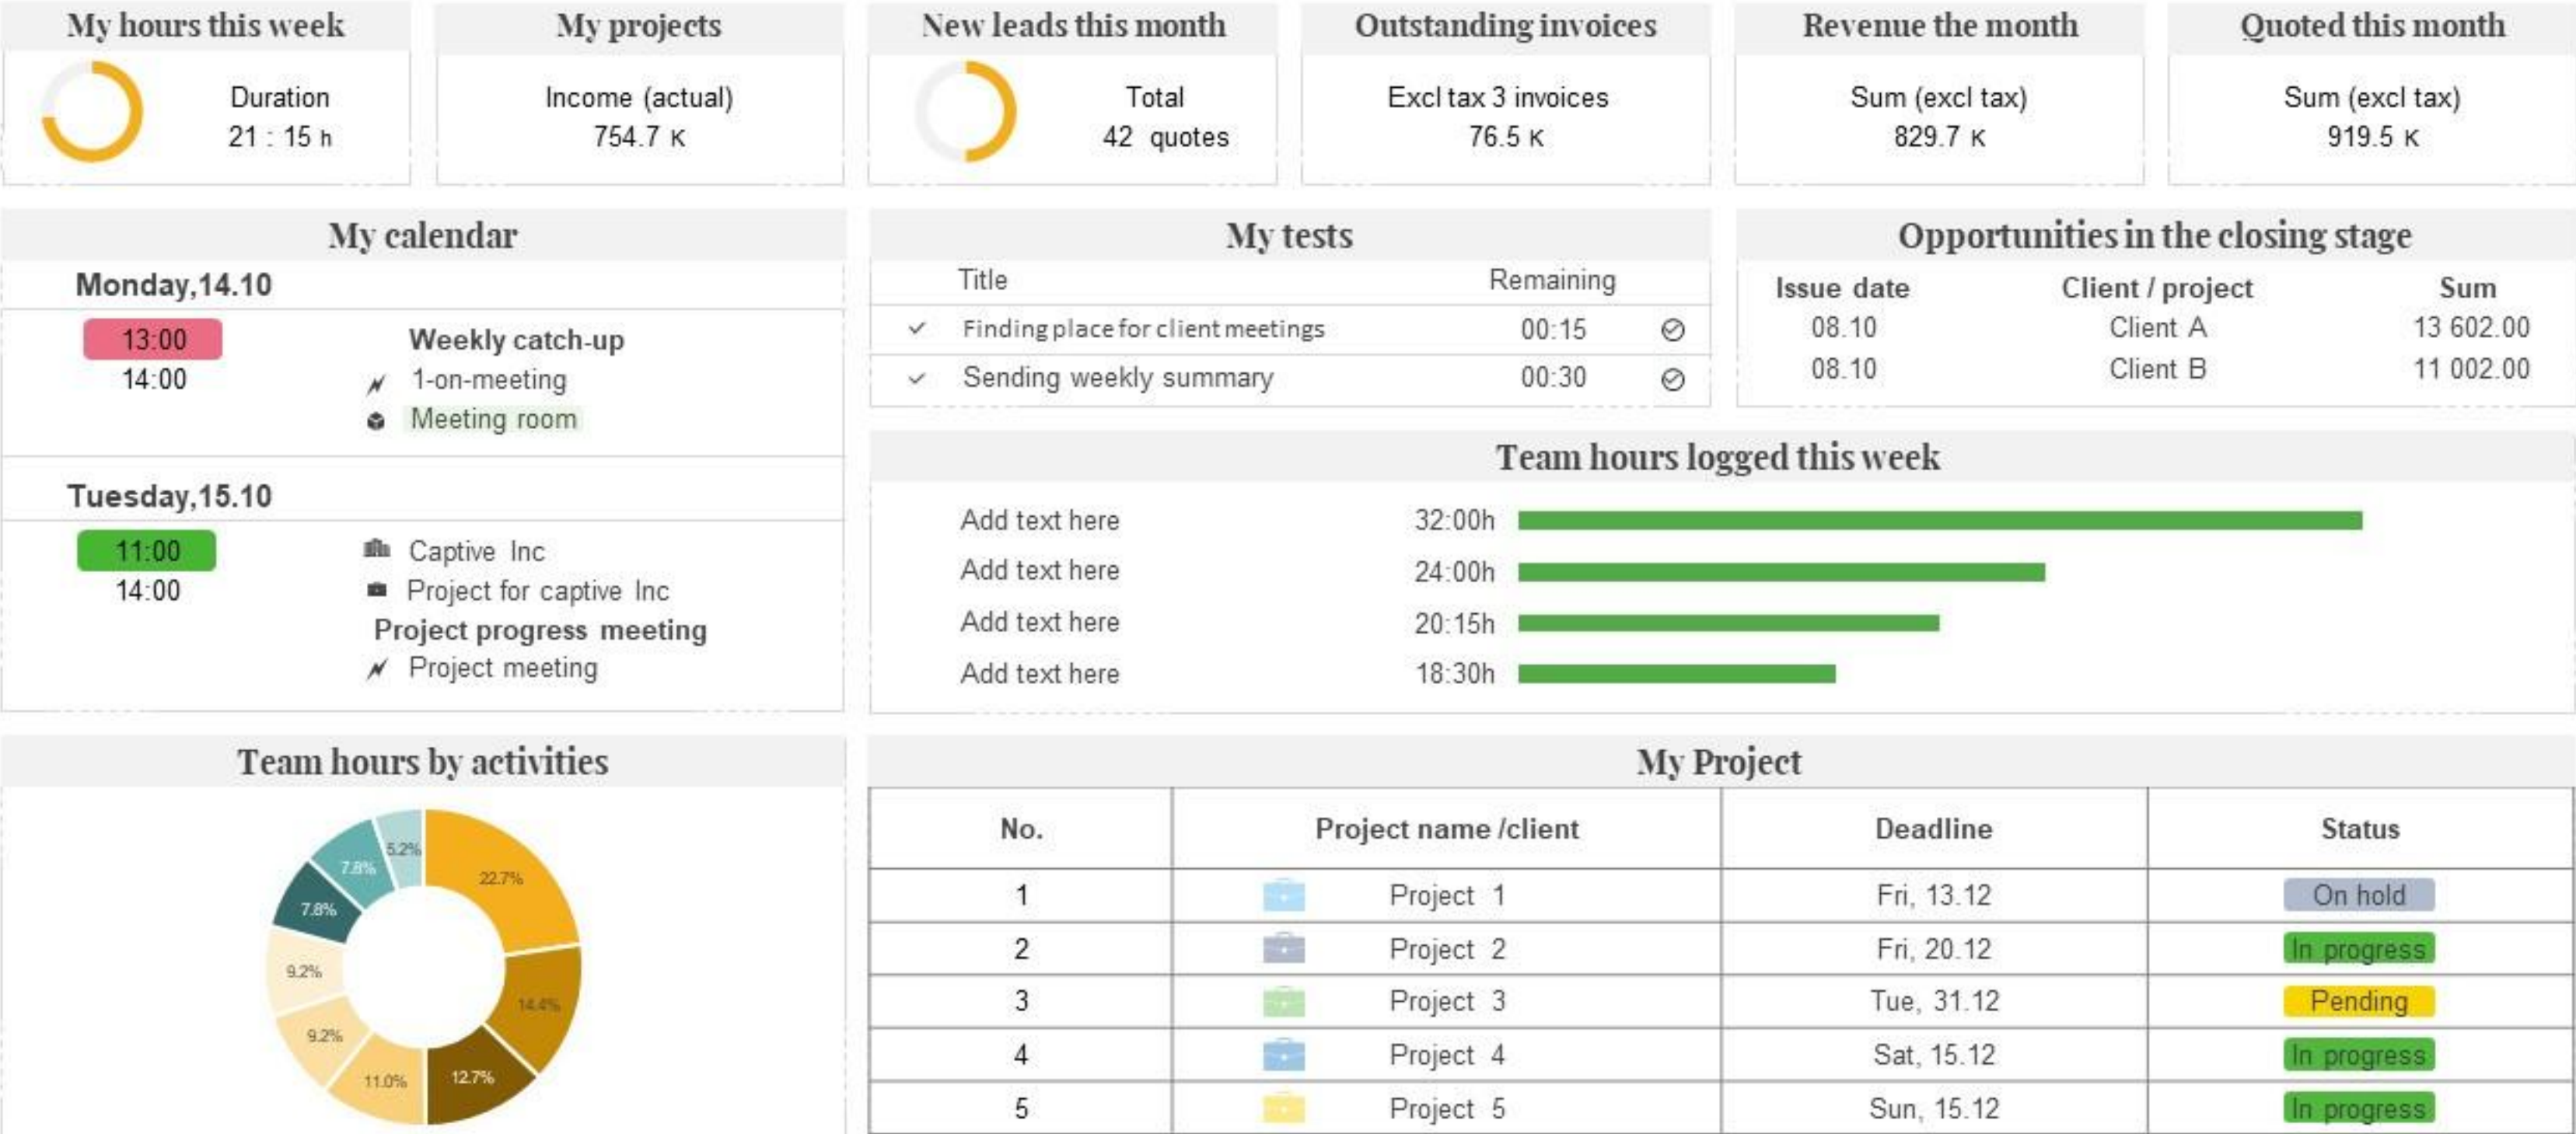 My hours this week
Duration
21 : 15 h
My projects
Income (actual)
754.7 K
New leads this month
Total
42 quotes
Outstanding invoices
Excl tax 3 invoices
76.5 K
Revenue the month
Sum (excl tax)
829.7 K
Quoted this month
Sum (excl tax)
919.5 K
My calendar
Monday,14.10
13:00 Weekly catch-up
14:00 1-on-meeting
Meeting room
Tuesday,15.10
11:00 Captive Inc
14:00 Project for captive Inc
Project progress meeting
Project meeting
My tests
Title Remaining
Finding place for client meetings 00:15
Sending weekly summary 00:30
Opportunities in the closing stage
Issue date Client / project Sum
08.10 Client A 13 602.00
08.10 Client B 11 002.00
Team hours logged this week
Add text here 32:00h
Add text here 24:00h
Add text here 20:15h
Add text here 18:30h
Team hours by activities
22.7%
14.4%
12.7%
11.0%
9.2%
9.2%
7.8%
7.8%
5.2%
My Project
No. Project name /client Deadline Status
1 Project 1 Fri, 13.12 On hold
2 Project 2 Fri, 20.12 In progress
3 Project 3 Tue, 31.12 Pending
4 Project 4 Sat, 15.12 In progress
5 Project 5 Sun, 15.12 In progress